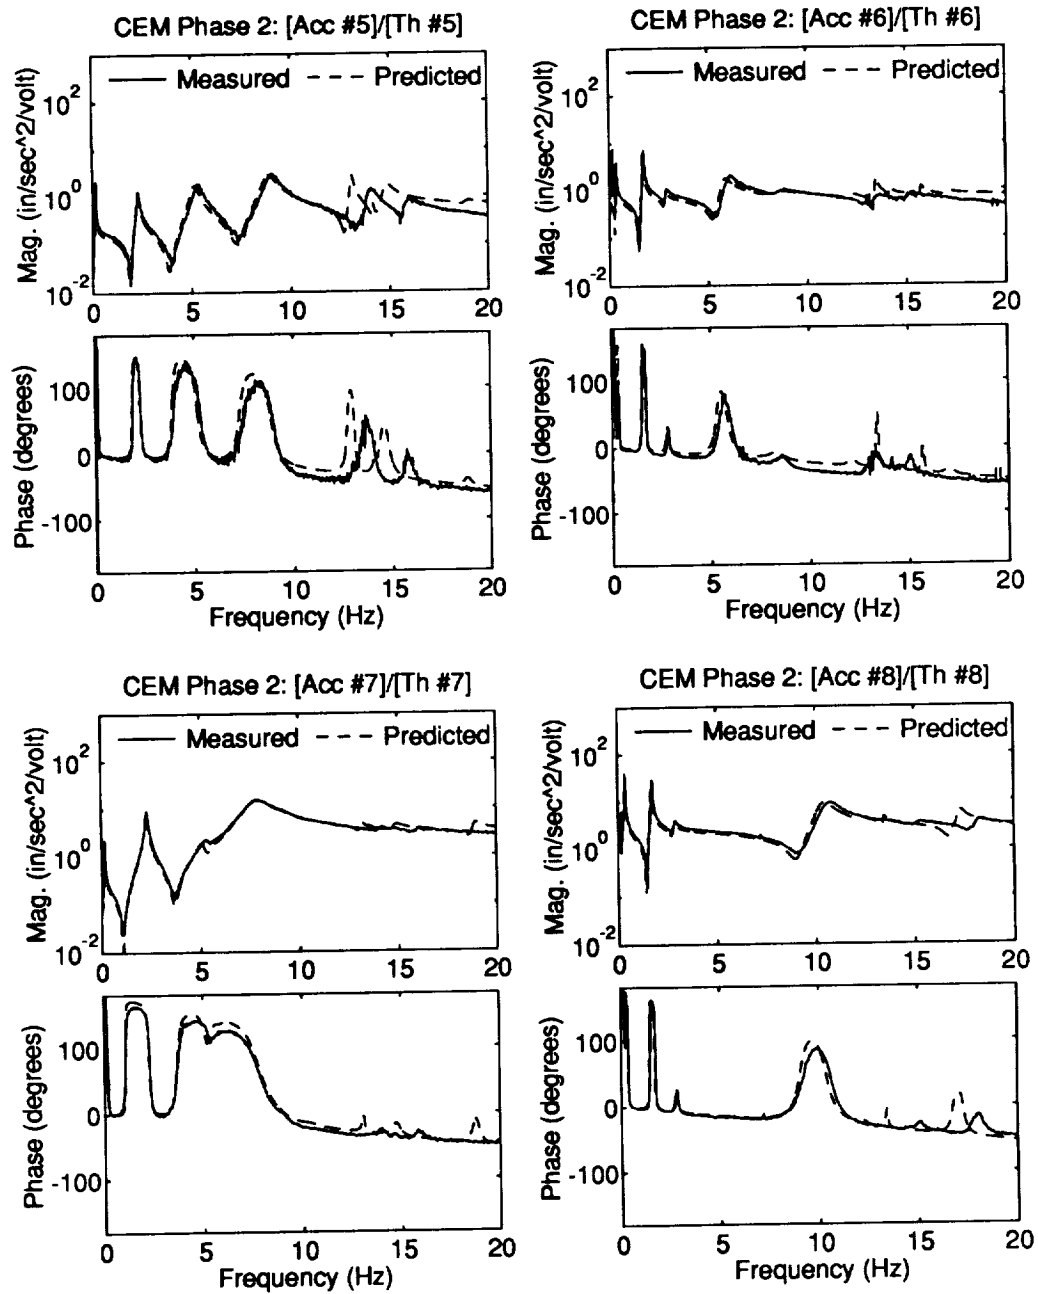 CEM Phase 2: [Acc #5]/[Th #5]
Measured Predicted
Mag. (in/sec^2/volt)
10^2
10^0
10^-2
0 5 10 15 20
Phase (degrees)
100
0
-100
0 5 10 15 20
Frequency (Hz)
CEM Phase 2: [Acc #6]/[Th #6]
Measured Predicted
Mag. (in/sec^2/volt)
10^2
10^0
10^-2
0 5 10 15 20
Phase (degrees)
100
0
-100
0 5 10 15 20
Frequency (Hz)
CEM Phase 2: [Acc #7]/[Th #7]
Measured Predicted
Mag. (in/sec^2/volt)
10^2
10^0
10^-2
0 5 10 15 20
Phase (degrees)
100
0
-100
0 5 10 15 20
Frequency (Hz)
CEM Phase 2: [Acc #8]/[Th #8]
Measured Predicted
Mag. (in/sec^2/volt)
10^2
10^0
10^-2
0 5 10 15 20
Phase (degrees)
100
0
-100
0 5 10 15 20
Frequency (Hz)